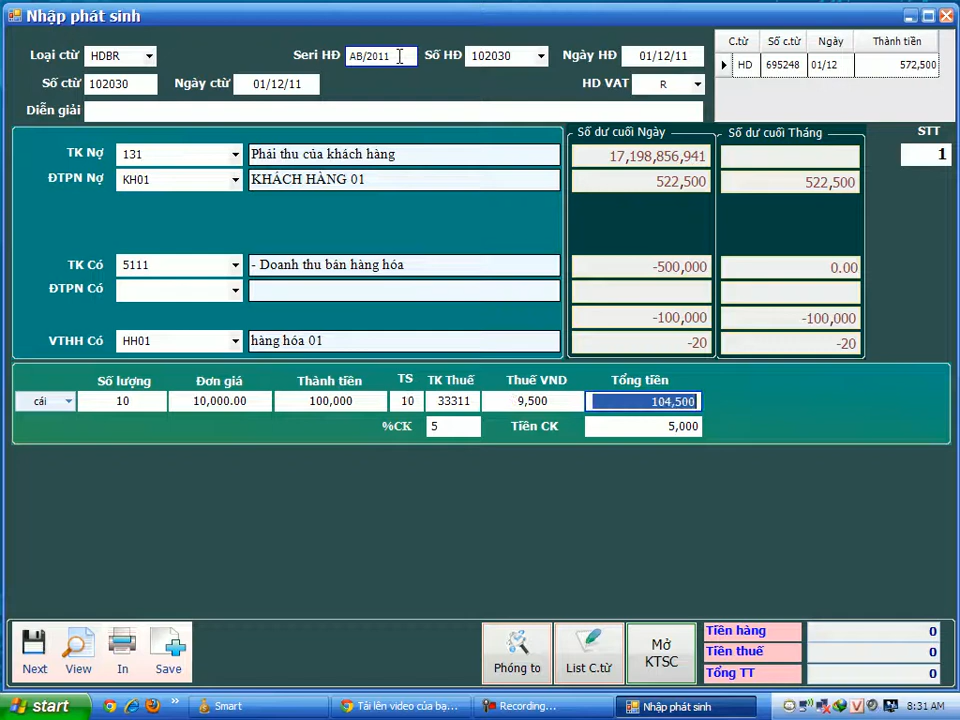 Nhập phát sinh
Loại ctừ HDBR Seri HĐ AB/2011 Số HĐ 102030 Ngày HĐ 01/12/11
Số ctừ 102030 Ngày ctừ 01/12/11 HD VAT R
Diễn giải
C.từ Số c.từ Ngày Thành tiền
HD 695248 01/12 572,500
Số dư cuối Ngày Số dư cuối Tháng STT
TK Nợ 131 Phải thu của khách hàng 17,198,856,941 1
ĐTPN Nợ KH01 KHÁCH HÀNG 01 522,500 522,500
TK Có 5111 - Doanh thu bán hàng hóa -500,000 0.00
ĐTPN Có
-100,000 -100,000
VTHH Có HH01 hàng hóa 01 -20 -20
Số lượng Đơn giá Thành tiền TS TK Thuế Thuế VND Tổng tiền
cái 10 10,000.00 100,000 10 33311 9,500 104,500
%CK 5 Tiền CK 5,000
Next View In Save
Phóng to List C.từ Mở KTSC
Tiền hàng 0
Tiền thuế 0
Tổng TT 0
start Smart Tải lên video của bạ... Recording... Nhập phát sinh 8:31 AM